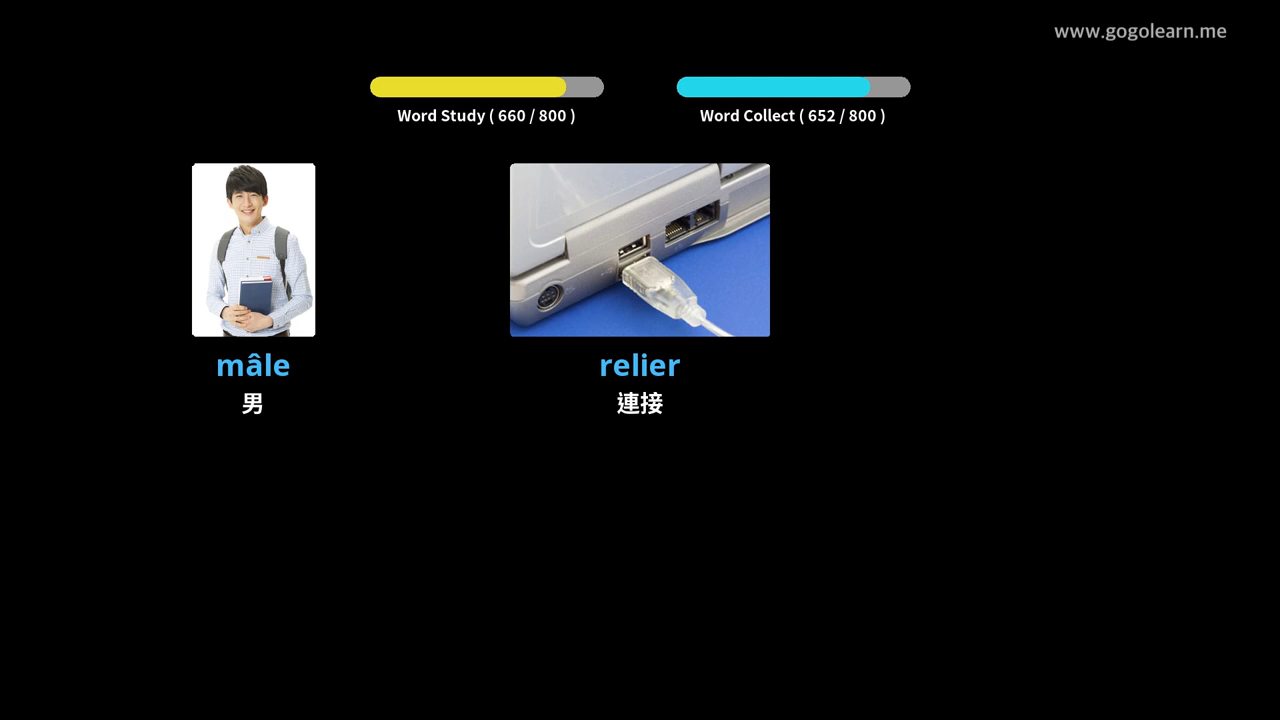 www.gogolearn.me
Word Study ( 660 / 800 )
Word Collect ( 652 / 800 )
mâle
男
relier
連接